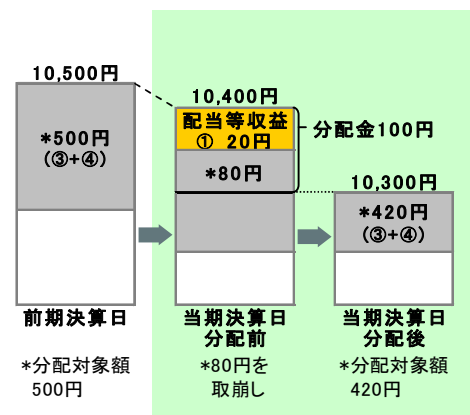 10,500円
*500円
(③+④)
前期決算日
*分配対象額
500円
10,400円
配当等収益
① 20円
*80円
分配金100円
当期決算日
分配前
*80円を
取崩し
10,300円
*420円
(③+④)
当期決算日
分配後
*分配対象額
420円